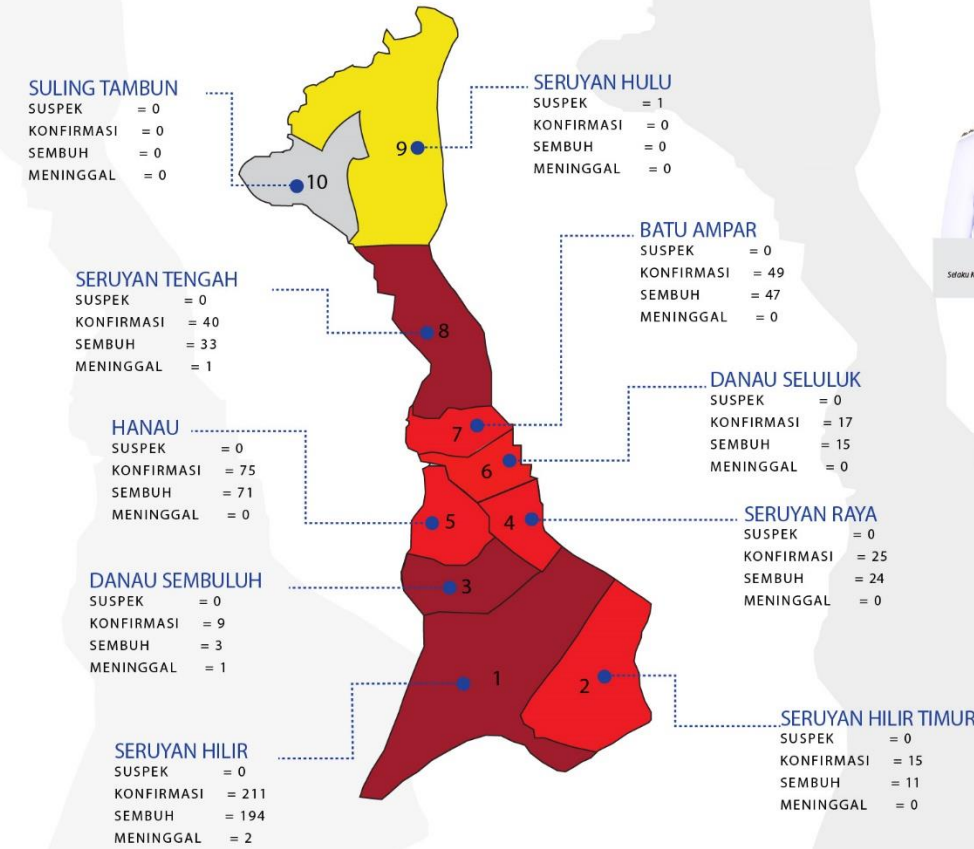 SULING TAMBUN
SUSPEK = 0
KONFIRMASI = 0
SEMBUH = 0
MENINGGAL = 0
SERUYAN HULU
SUSPEK = 1
KONFIRMASI = 0
SEMBUH = 0
MENINGGAL = 0
9
10
BATU AMPAR
SUSPEK = 0
KONFIRMASI = 49
SEMBUH = 47
MENINGGAL = 0
Selaku K
SERUYAN TENGAH
SUSPEK = 0
KONFIRMASI = 40
SEMBUH = 33
MENINGGAL = 1
8
DANAU SELULUK
SUSPEK = 0
KONFIRMASI = 17
SEMBUH = 15
MENINGGAL = 0
HANAU
SUSPEK = 0
KONFIRMASI = 75
SEMBUH = 71
MENINGGAL = 0
7
6
5
4
SERUYAN RAYA
SUSPEK = 0
KONFIRMASI = 25
SEMBUH = 24
MENINGGAL = 0
DANAU SEMBULUH
SUSPEK = 0
KONFIRMASI = 9
SEMBUH = 3
MENINGGAL = 1
3
1
2
SERUYAN HILIR TIMUR
SUSPEK = 0
KONFIRMASI = 15
SEMBUH = 11
MENINGGAL = 0
SERUYAN HILIR
SUSPEK = 0
KONFIRMASI = 211
SEMBUH = 194
MENINGGAL = 2